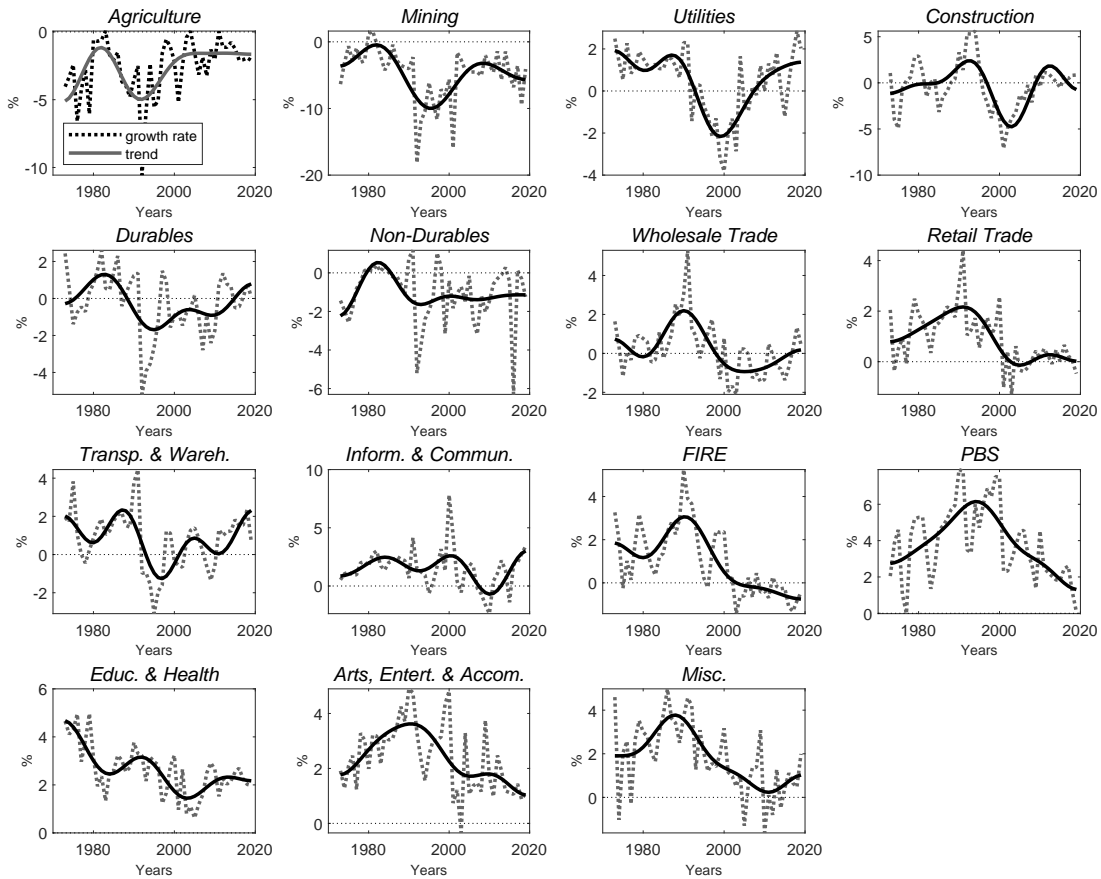 Agriculture
0
-5
-10
%
growth rate
trend
1980 2000 2020
Years
Mining
0
-10
-20
%
1980 2000 2020
Years
Utilities
2
0
-2
-4
%
1980 2000 2020
Years
Construction
5
0
-5
-10
%
1980 2000 2020
Years
Durables
2
0
-2
-4
%
1980 2000 2020
Years
Non-Durables
0
-2
-4
-6
%
1980 2000 2020
Years
Wholesale Trade
4
2
0
-2
%
1980 2000 2020
Years
Retail Trade
4
2
0
%
1980 2000 2020
Years
Transp. & Wareh.
4
2
0
-2
%
1980 2000 2020
Years
Inform. & Commun.
10
5
0
%
1980 2000 2020
Years
FIRE
4
2
0
%
1980 2000 2020
Years
PBS
6
4
2
0
%
1980 2000 2020
Years
Educ. & Health
6
4
2
0
%
1980 2000 2020
Years
Arts, Entert. & Accom.
4
2
0
%
1980 2000 2020
Years
Misc.
4
2
0
%
1980 2000 2020
Years